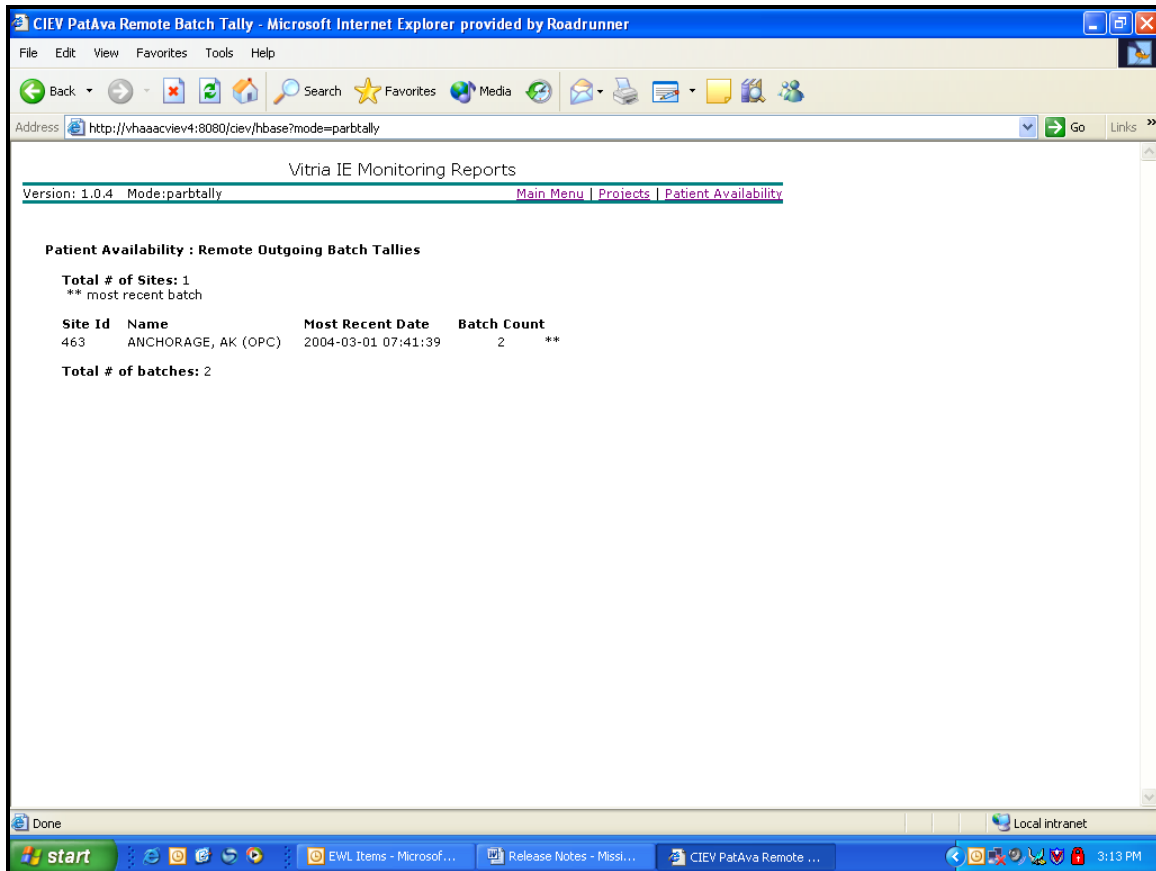 CIEV PatAva Remote Batch Tally - Microsoft Internet Explorer provided by Roadrunner
File Edit View Favorites Tools Help
Back Search Favorites Media
Address http://vhaaacviev4:8080/ciev/hbase?mode=parbtally Go Links »
Vitria IE Monitoring Reports
Version: 1.0.4 Mode:parbtally Main Menu | Projects | Patient Availability
Patient Availability : Remote Outgoing Batch Tallies
Total # of Sites: 1
** most recent batch
Site Id Name Most Recent Date Batch Count
463 ANCHORAGE, AK (OPC) 2004-03-01 07:41:39 2 **
Total # of batches: 2
Done Local intranet
start EWL Items - Microsof... Release Notes - Missi... CIEV PatAva Remote ... 3:13 PM